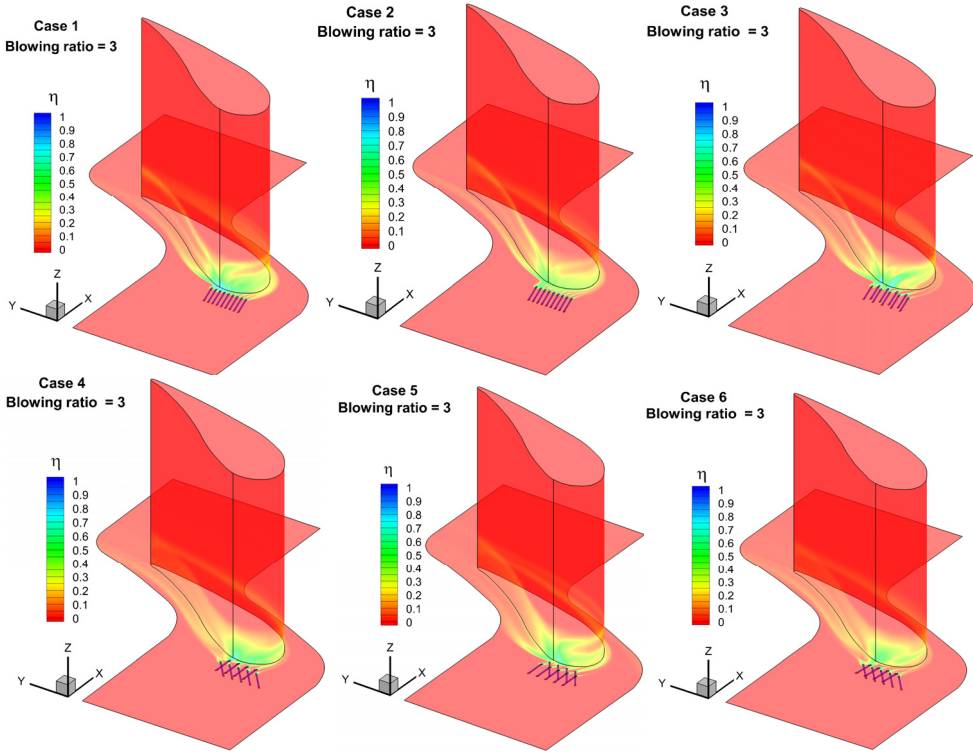 Case 1
Blowing ratio = 3
η
1
0.9
0.8
0.7
0.6
0.5
0.4
0.3
0.2
0.1
0
Z
Y
X
Case 2
Blowing ratio = 3
η
1
0.9
0.8
0.7
0.6
0.5
0.4
0.3
0.2
0.1
0
Z
Y
X
Case 3
Blowing ratio = 3
η
1
0.9
0.8
0.7
0.6
0.5
0.4
0.3
0.2
0.1
0
Z
Y
X
Case 4
Blowing ratio = 3
η
1
0.9
0.8
0.7
0.6
0.5
0.4
0.3
0.2
0.1
0
Z
Y
X
Case 5
Blowing ratio = 3
η
1
0.9
0.8
0.7
0.6
0.5
0.4
0.3
0.2
0.1
0
Z
Y
X
Case 6
Blowing ratio = 3
η
1
0.9
0.8
0.7
0.6
0.5
0.4
0.3
0.2
0.1
0
Z
Y
X